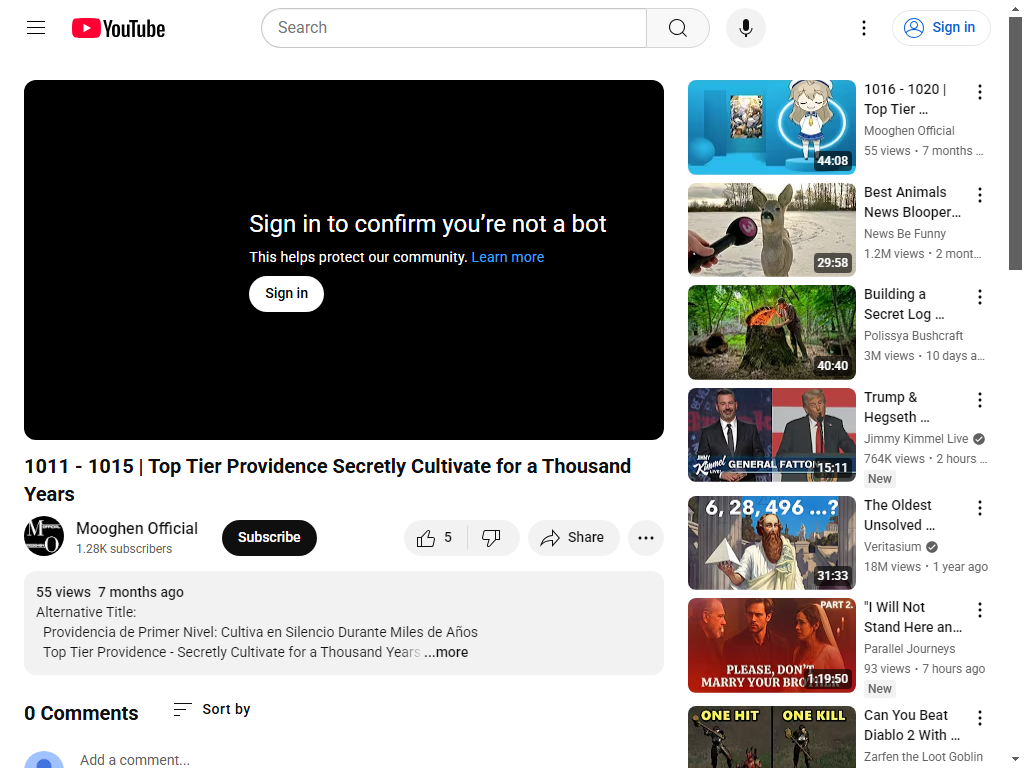 YouTube
Search
Sign in
Sign in to confirm you’re not a bot
This helps protect our community. Learn more
Sign in
1011 - 1015 | Top Tier Providence Secretly Cultivate for a Thousand
Years
Mooghen Official
1.28K subscribers
Subscribe
5
Share
55 views 7 months ago
Alternative Title:
Providencia de Primer Nivel: Cultiva en Silencio Durante Miles de Años
Top Tier Providence - Secretly Cultivate for a Thousand Years ...more
0 Comments
Sort by
Add a comment...
44:08
1016 - 1020 |
Top Tier ...
Mooghen Official
55 views • 7 months ...
29:58
Best Animals
News Blooper...
News Be Funny
1.2M views • 2 mont...
40:40
Building a
Secret Log ...
Polissya Bushcraft
3M views • 10 days a...
JIMMY
Kimmel
LIVE!
GENERAL FATTO
15:11
Trump &
Hegseth ...
Jimmy Kimmel Live
764K views • 2 hours ...
New
6, 28, 496 ...?
31:33
The Oldest
Unsolved ...
Veritasium
18M views • 1 year ago
PART 2.
PLEASE, DON'T
MARRY YOUR
1:19:50
"I Will Not
Stand Here an...
Parallel Journeys
93 views • 7 hours ago
New
ONE HIT
ONE KILL
Can You Beat
Diablo 2 With ...
Zarfen the Loot Goblin